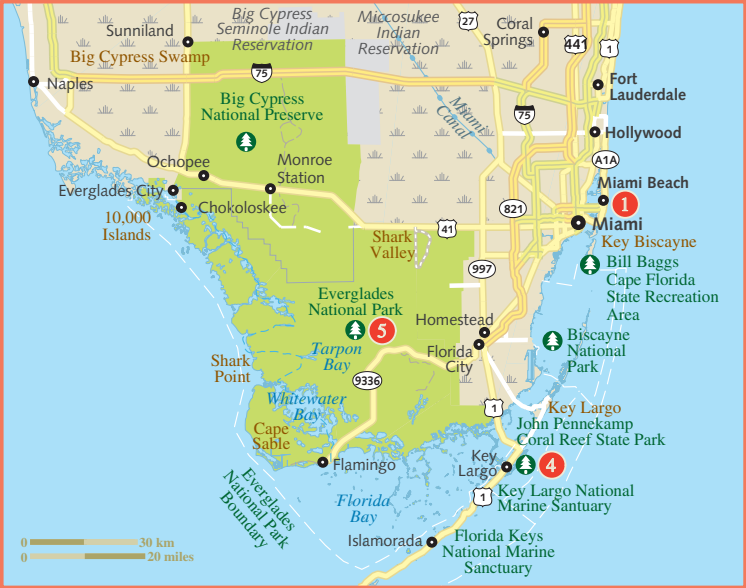 Big Cypress
Seminole Indian
Reservation
Miccosukee
Indian
Reservation
27
Coral
Springs
441
1
Sunniland
Big Cypress Swamp
75
Naples
Fort
Lauderdale
Big Cypress
National Preserve
Miami
Canal
75
Hollywood
A1A
Ochopee
Monroe
Station
Everglades City
Chokoloskee
Miami Beach
1
821
10,000
Islands
41
Miami
Shark
Valley
Key Biscayne
997
Bill Baggs
Cape Florida
State Recreation
Area
Everglades
National Park
5
Homestead
Florida
City
Biscayne
National
Park
Tarpon
Bay
Shark
Point
9336
Whitewater
Bay
1
Key Largo
John Pennekamp
Coral Reef State Park
Cape
Sable
Flamingo
Key
Largo
4
Everglades
National Park
Boundary
Florida
Bay
1
Key Largo National
Marine Santuary
Islamorada
Florida Keys
National Marine
Sanctuary
0 30 km
0 20 miles